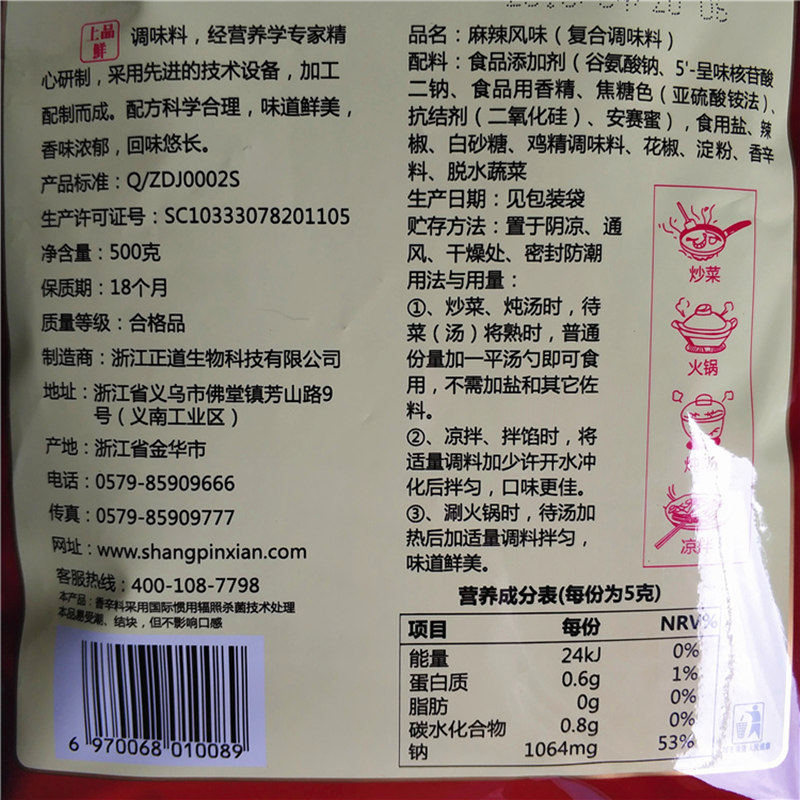 上品鲜 调味料，经营养学专家精
心研制，采用先进的技术设备，加工
配制而成。配方科学合理，味道鲜美，
香味浓郁，回味悠长。
产品标准：Q/ZDJ0002S
生产许可证号：SC10333078201105
净含量：500克
保质期：18个月
质量等级：合格品
制造商：浙江正道生物科技有限公司
地址：浙江省义乌市佛堂镇芳山路9
号（义南工业区）
产地：浙江省金华市
电话：0579-85909666
传真：0579-85909777
网址：www.shangpinxian.com
客服热线：400-108-7798
本产品：香辛料采用国际惯用辐照杀菌技术处理
本品易受潮、结块，但不影响口感
6 970068 010089
品名：麻辣风味（复合调味料）
配料：食品添加剂（谷氨酸钠、5'-呈味核苷酸
二钠、食品用香精、焦糖色（亚硫酸铵法）、
抗结剂（二氧化硅）、安赛蜜），食用盐、辣
椒、白砂糖、鸡精调味料、花椒、淀粉、香辛
料、脱水蔬菜
生产日期：见包装袋
贮存方法：置于阴凉、通
风、干燥处、密封防潮
用法与用量：
①、炒菜、炖汤时，待
菜（汤）将熟时，普通
份量加一平汤勺即可食
用，不需加盐和其它佐
料。
②、凉拌、拌馅时，将
适量调料加少许开水冲
化后拌匀，口味更佳。
③、涮火锅时，待汤加
热后加适量调料拌匀，
味道鲜美。
炒菜
火锅
炖汤
凉拌
营养成分表(每份为5克)
项目 每份 NRV%
能量 24kJ 0%
蛋白质 0.6g 1%
脂肪 0g 0%
碳水化合物 0.8g 0%
钠 1064mg 53%